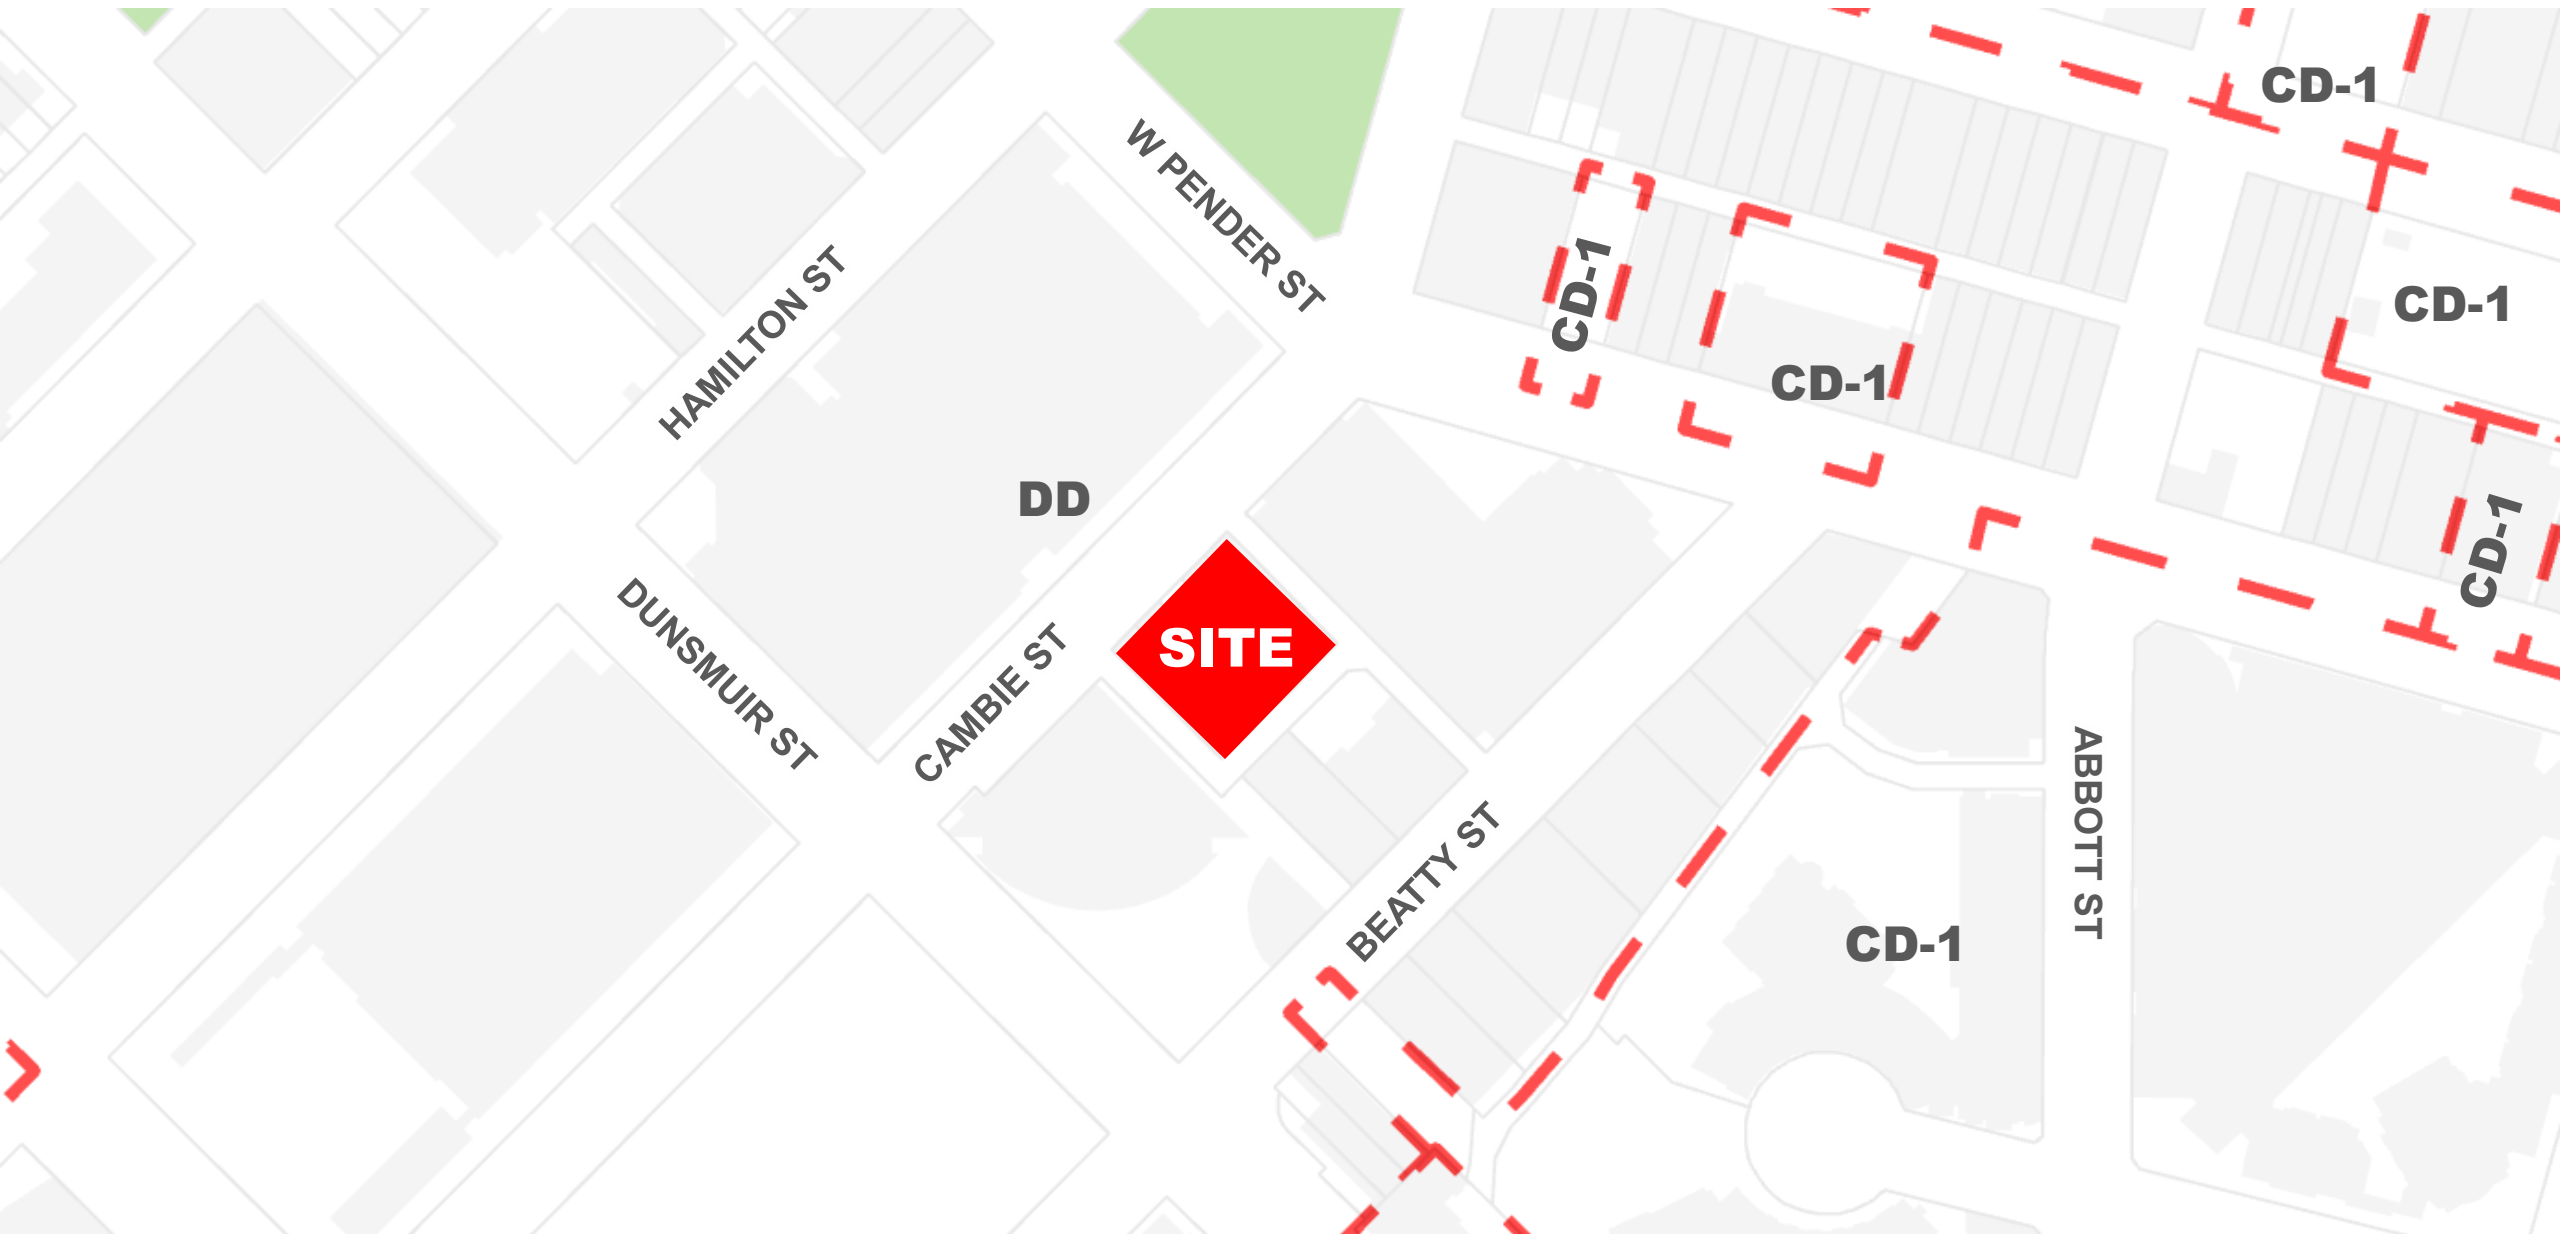 CD-1
W PENDER ST
CD-1
CD-1
HAMILTON ST
CD-1
DD
CD-1
DUNSMUIR ST
SITE
CAMBIE ST
ABBOTT ST
BEATTY ST
CD-1